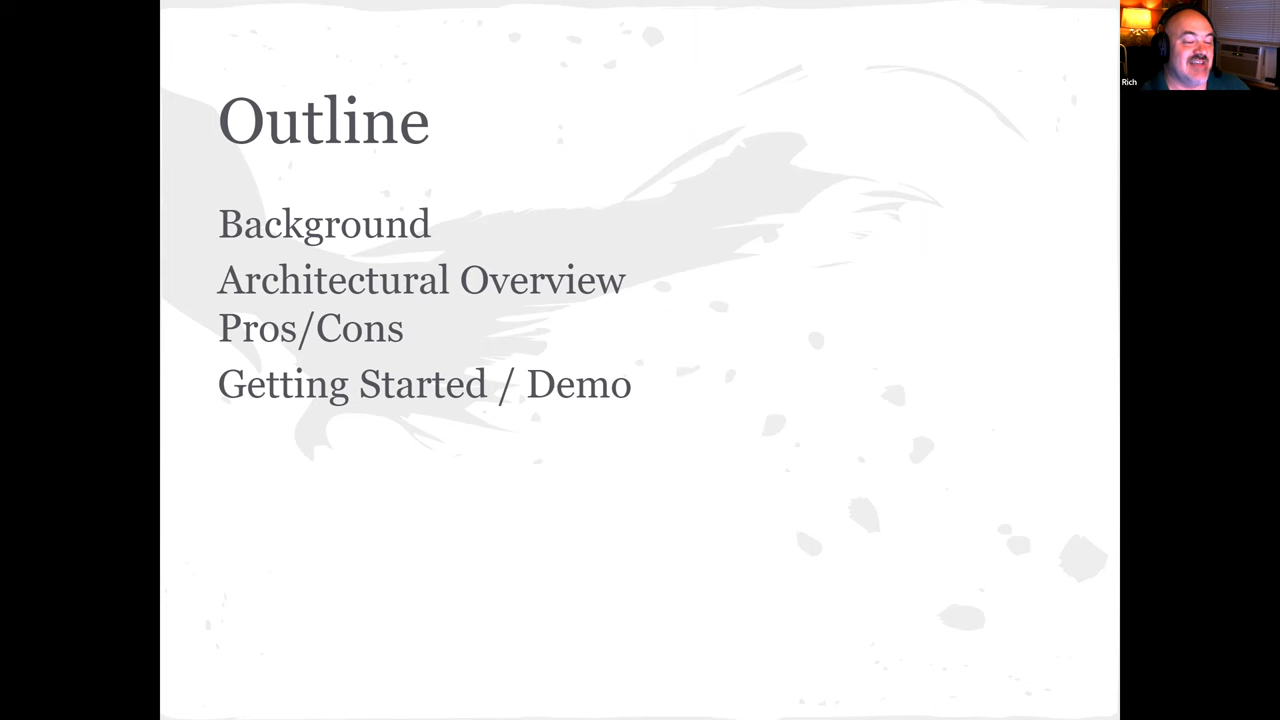 Outline
Background
Architectural Overview
Pros/Cons
Getting Started / Demo
Rich